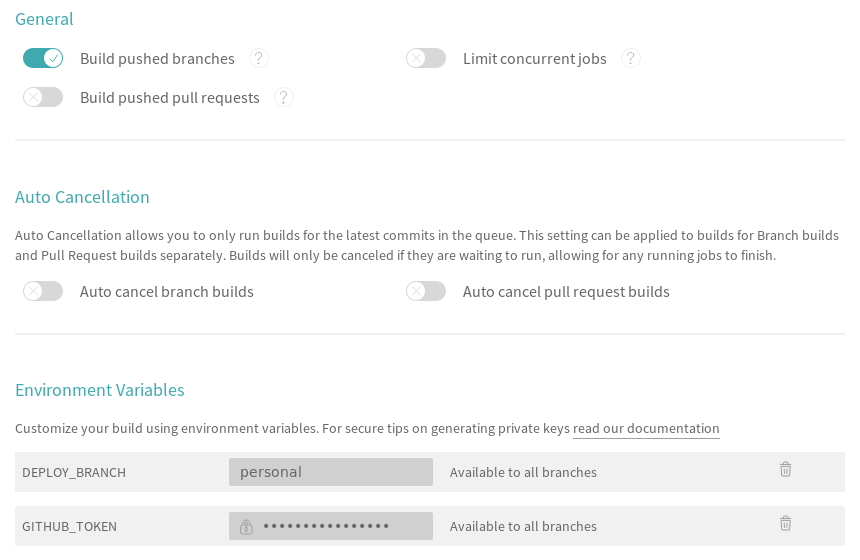 General
Build pushed branches ?
Limit concurrent jobs ?
Build pushed pull requests ?
Auto Cancellation
Auto Cancellation allows you to only run builds for the latest commits in the queue. This setting can be applied to builds for Branch builds
and Pull Request builds separately. Builds will only be canceled if they are waiting to run, allowing for any running jobs to finish.
Auto cancel branch builds
Auto cancel pull request builds
Environment Variables
Customize your build using environment variables. For secure tips on generating private keys read our documentation
DEPLOY_BRANCH personal Available to all branches
GITHUB_TOKEN •••••••••••••••• Available to all branches